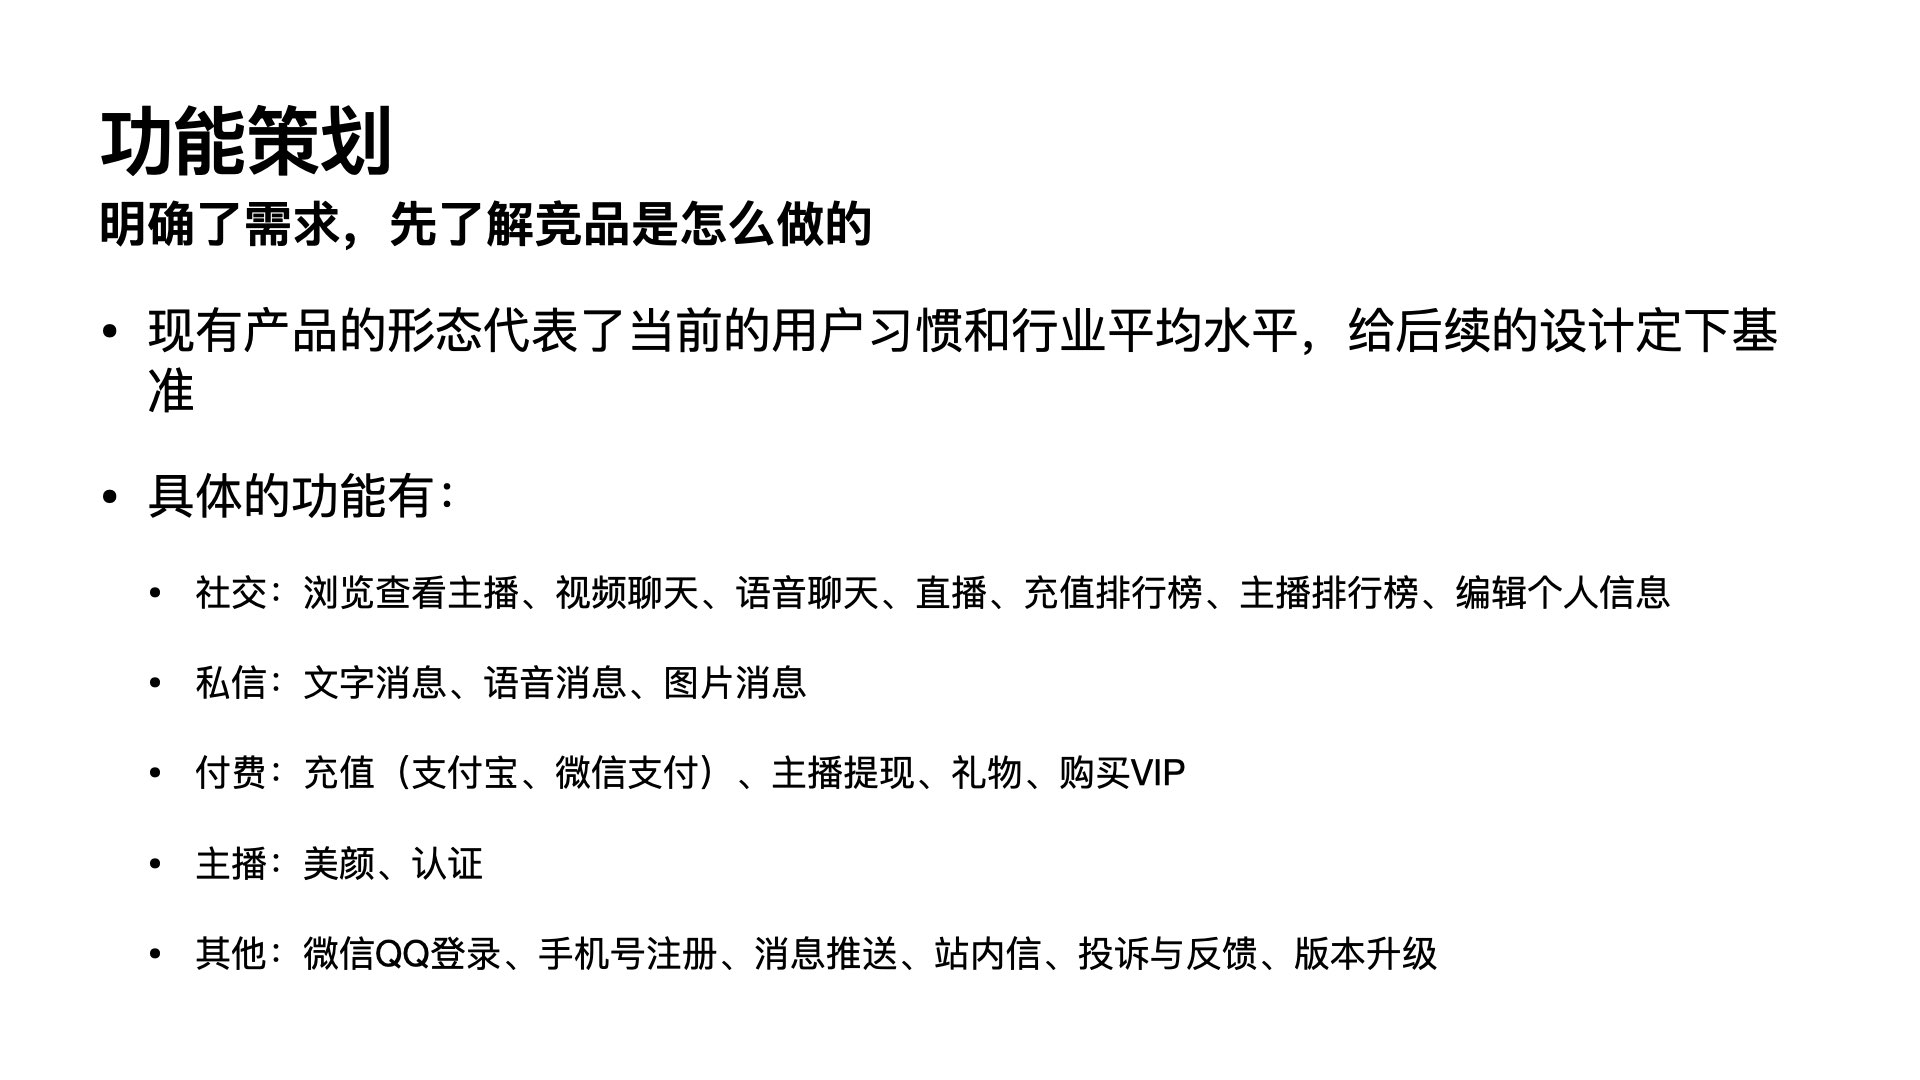 功能策划
明确了需求，先了解竞品是怎么做的
• 现有产品的形态代表了当前的用户习惯和行业平均水平，给后续的设计定下基
准
• 具体的功能有：
• 社交：浏览查看主播、视频聊天、语音聊天、直播、充值排行榜、主播排行榜、编辑个人信息
• 私信：文字消息、语音消息、图片消息
• 付费：充值（支付宝、微信支付）、主播提现、礼物、购买VIP
• 主播：美颜、认证
• 其他：微信QQ登录、手机号注册、消息推送、站内信、投诉与反馈、版本升级